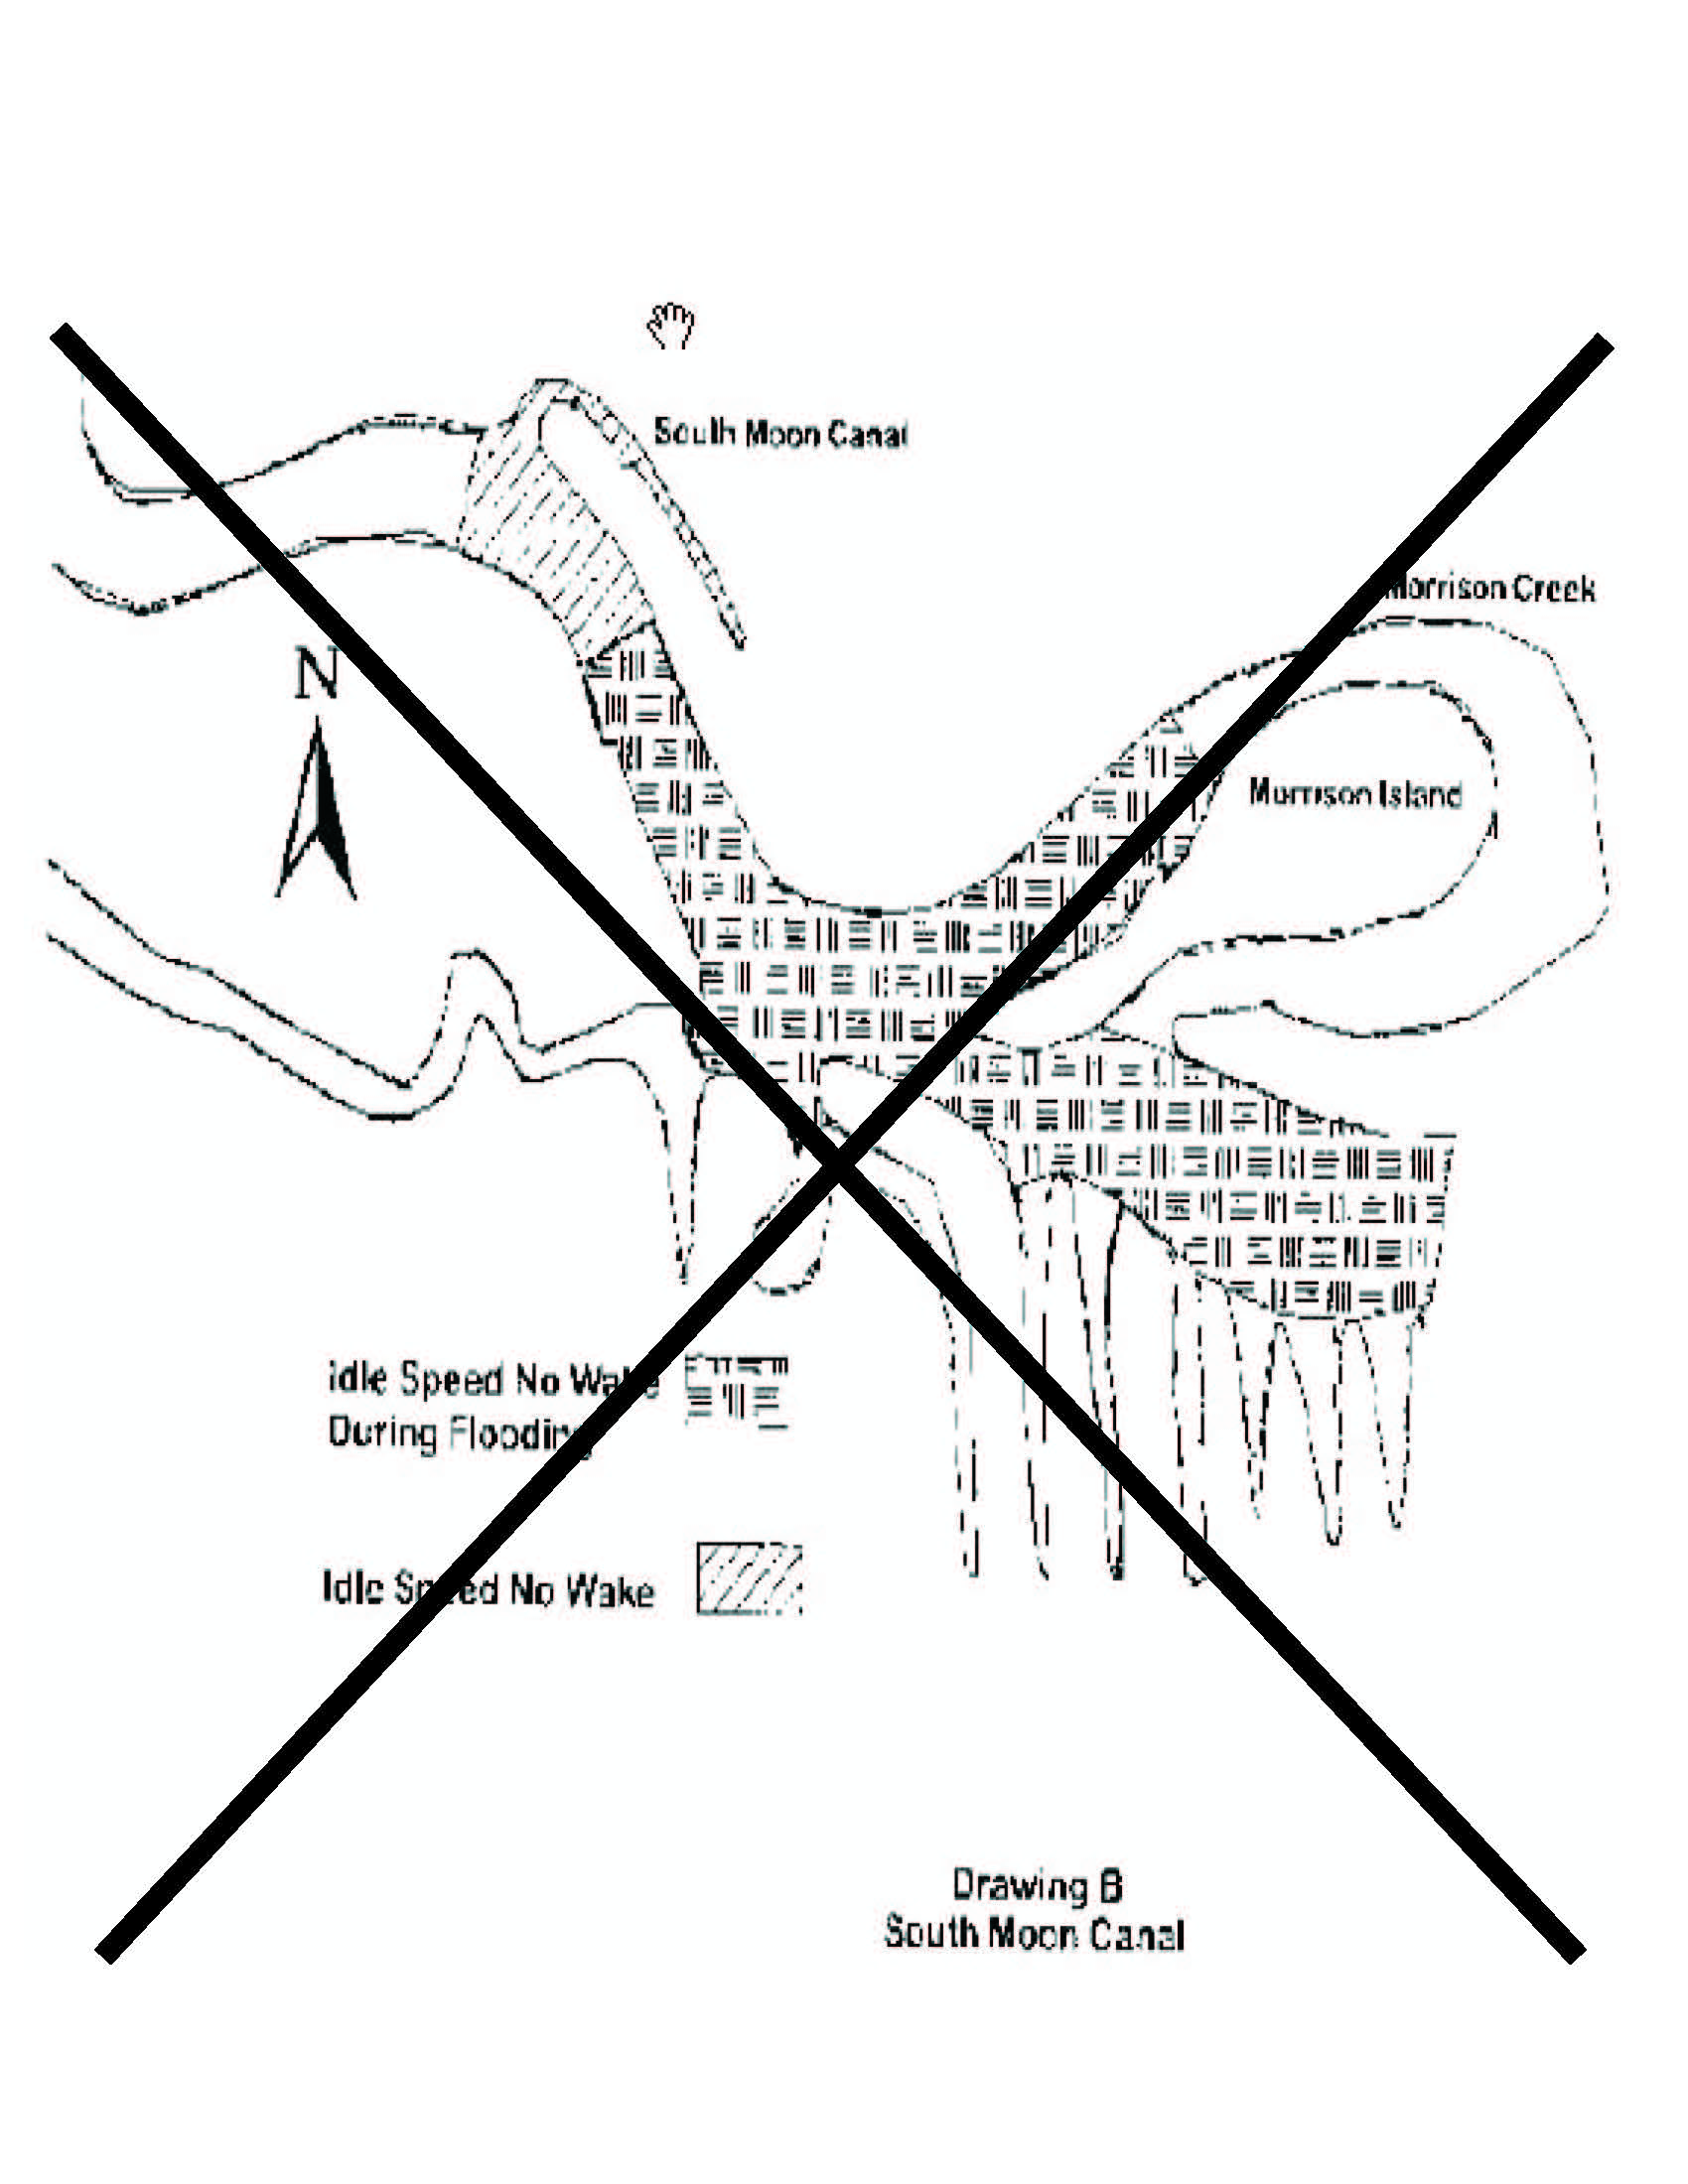 South Moon Canal
Morrison Creek
N
Morrison Island
Idle Speed No Wake
During Flooding
Idle Speed No Wake
Drawing B
South Moon Canal